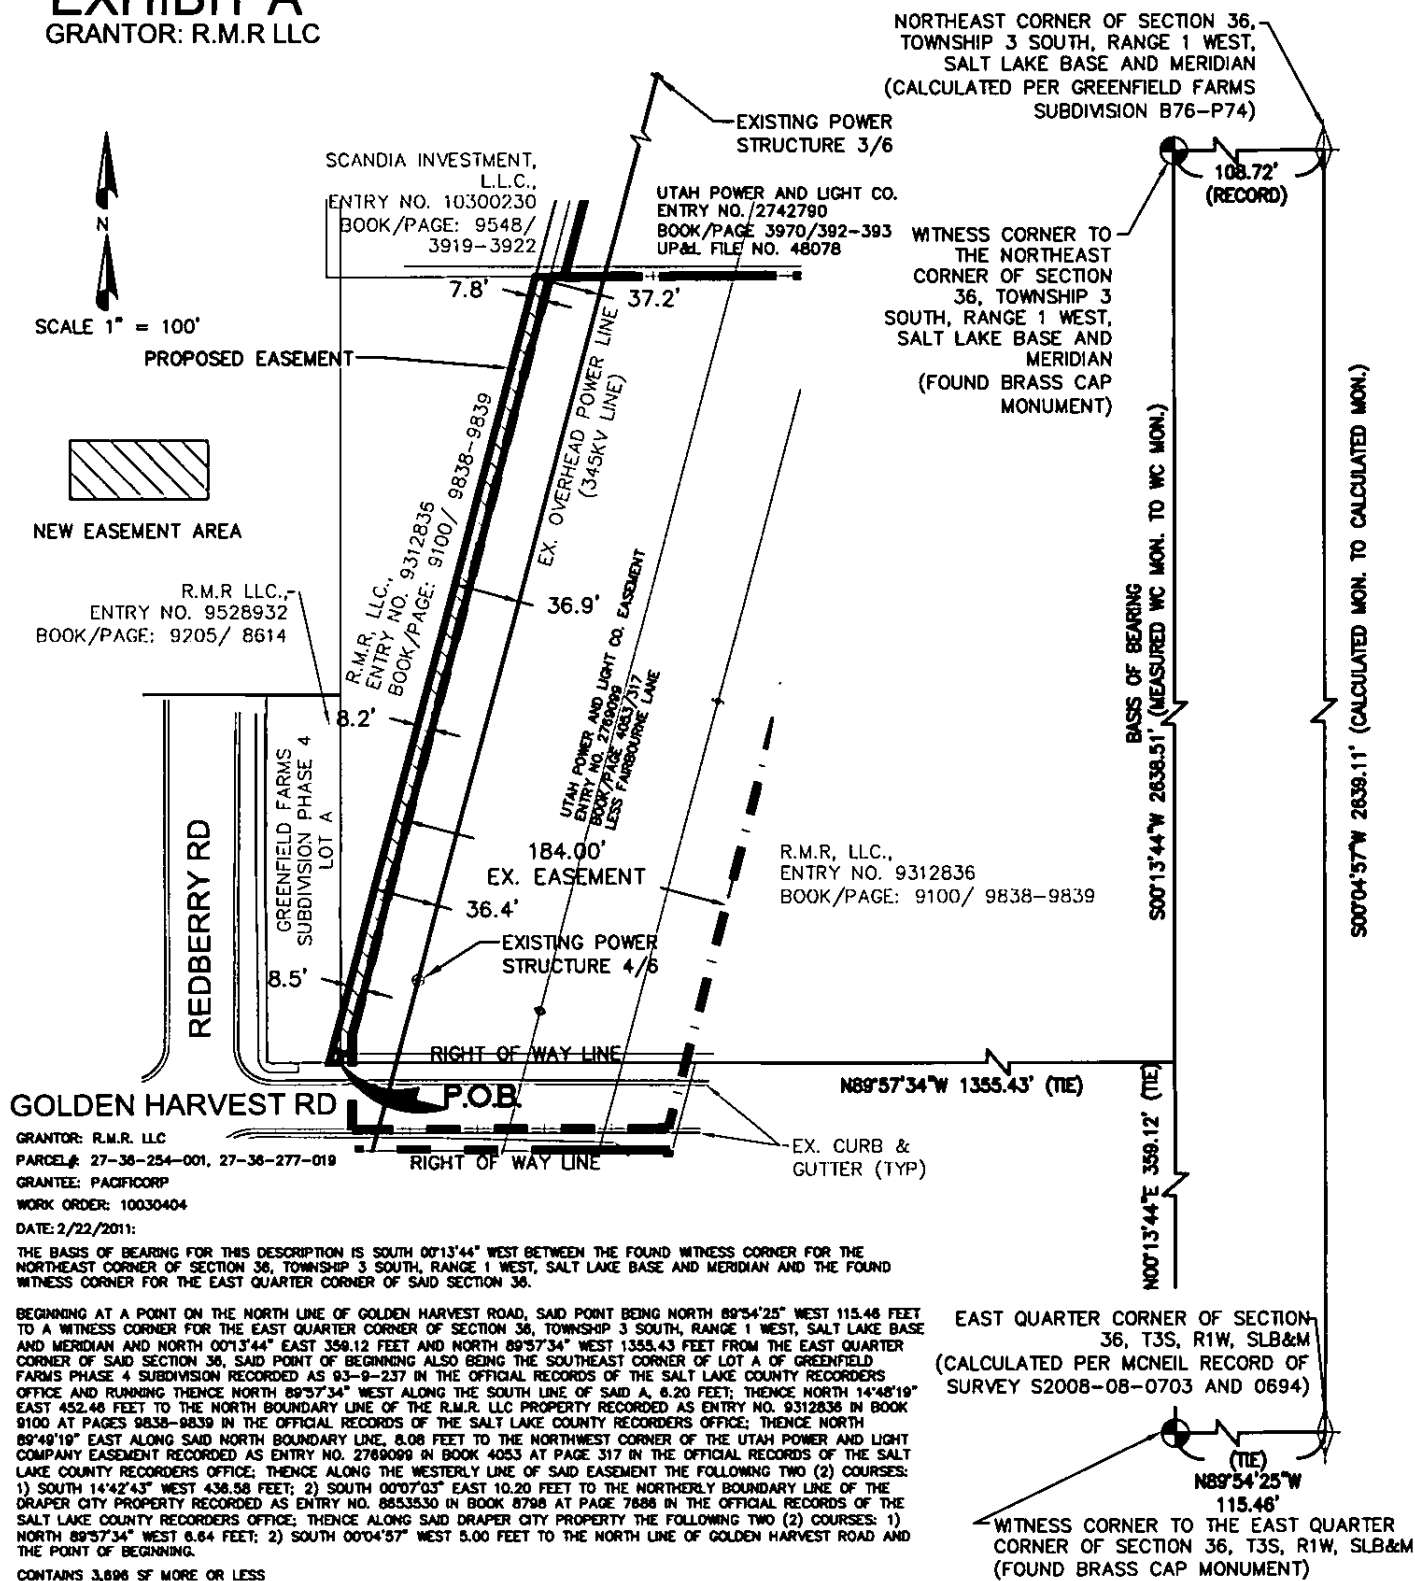 EXHIBIT A
GRANTOR: R.M.R LLC
NORTHEAST CORNER OF SECTION 36,
TOWNSHIP 3 SOUTH, RANGE 1 WEST,
SALT LAKE BASE AND MERIDIAN
(CALCULATED PER GREENFIELD FARMS
SUBDIVISION B76-P74)
EXISTING POWER
STRUCTURE 3/6
108.72'
(RECORD)
SCANDIA INVESTMENT,
L.L.C.,
ENTRY NO. 10300230
BOOK/PAGE: 9548/
3919-3922
UTAH POWER AND LIGHT CO.
ENTRY NO. 2742790
BOOK/PAGE 3970/392-393
UP&L FILE NO. 48078
WITNESS CORNER TO
THE NORTHEAST
CORNER OF SECTION
36, TOWNSHIP 3
SOUTH, RANGE 1 WEST,
SALT LAKE BASE AND
MERIDIAN
(FOUND BRASS CAP
MONUMENT)
N
SCALE 1" = 100'
7.8'
37.2'
PROPOSED EASEMENT
EX. OVERHEAD POWER LINE
(345KV LINE)
R.M.R, LLC.,
ENTRY NO. 9312836
BOOK/PAGE: 9100/ 9838-9839
NEW EASEMENT AREA
R.M.R LLC.,
ENTRY NO. 9528932
BOOK/PAGE: 9205/ 8614
36.9'
UTAH POWER AND LIGHT CO. EASEMENT
ENTRY NO. 2769099
BOOK/PAGE 4053/317
LESS FAIRBOURNE LANE
BASIS OF BEARING
S00°13'44"W 2638.51' (MEASURED WC MON. TO WC MON.)
S00°04'57"W 2639.11' (CALCULATED MON. TO CALCULATED MON.)
8.2'
GREENFIELD FARMS
SUBDIVISION PHASE 4
LOT A
REDBERRY RD
184.00'
EX. EASEMENT
R.M.R, LLC.,
ENTRY NO. 9312836
BOOK/PAGE: 9100/ 9838-9839
36.4'
EXISTING POWER
STRUCTURE 4/6
8.5'
RIGHT OF WAY LINE
N89°57'34"W 1355.43' (TIE)
N00°13'44"E 359.12' (TIE)
P.O.B.
GOLDEN HARVEST RD
RIGHT OF WAY LINE
EX. CURB &
GUTTER (TYP)
GRANTOR: R.M.R. LLC
PARCEL#: 27-36-254-001, 27-36-277-019
GRANTEE: PACIFICORP
WORK ORDER: 10030404
DATE: 2/22/2011:
THE BASIS OF BEARING FOR THIS DESCRIPTION IS SOUTH 00°13'44" WEST BETWEEN THE FOUND WITNESS CORNER FOR THE
NORTHEAST CORNER OF SECTION 36, TOWNSHIP 3 SOUTH, RANGE 1 WEST, SALT LAKE BASE AND MERIDIAN AND THE FOUND
WITNESS CORNER FOR THE EAST QUARTER CORNER OF SAID SECTION 36.
BEGINNING AT A POINT ON THE NORTH LINE OF GOLDEN HARVEST ROAD, SAID POINT BEING NORTH 89°54'25" WEST 115.46 FEET
TO A WITNESS CORNER FOR THE EAST QUARTER CORNER OF SECTION 36, TOWNSHIP 3 SOUTH, RANGE 1 WEST, SALT LAKE BASE
AND MERIDIAN AND NORTH 00°13'44" EAST 359.12 FEET AND NORTH 89°57'34" WEST 1355.43 FEET FROM THE EAST QUARTER
CORNER OF SAID SECTION 36, SAID POINT OF BEGINNING ALSO BEING THE SOUTHEAST CORNER OF LOT A OF GREENFIELD
FARMS PHASE 4 SUBDIVISION RECORDED AS 93-9-237 IN THE OFFICIAL RECORDS OF THE SALT LAKE COUNTY RECORDERS
OFFICE AND RUNNING THENCE NORTH 89°57'34" WEST ALONG THE SOUTH LINE OF SAID A, 6.20 FEET; THENCE NORTH 14°48'19"
EAST 452.46 FEET TO THE NORTH BOUNDARY LINE OF THE R.M.R. LLC PROPERTY RECORDED AS ENTRY NO. 9312836 IN BOOK
9100 AT PAGES 9838-9839 IN THE OFFICIAL RECORDS OF THE SALT LAKE COUNTY RECORDERS OFFICE; THENCE NORTH
89°49'19" EAST ALONG SAID NORTH BOUNDARY LINE, 8.08 FEET TO THE NORTHWEST CORNER OF THE UTAH POWER AND LIGHT
COMPANY EASEMENT RECORDED AS ENTRY NO. 2769099 IN BOOK 4053 AT PAGE 317 IN THE OFFICIAL RECORDS OF THE SALT
LAKE COUNTY RECORDERS OFFICE; THENCE ALONG THE WESTERLY LINE OF SAID EASEMENT THE FOLLOWING TWO (2) COURSES:
1) SOUTH 14°42'43" WEST 436.58 FEET; 2) SOUTH 00°07'03" EAST 10.20 FEET TO THE NORTHERLY BOUNDARY LINE OF THE
DRAPER CITY PROPERTY RECORDED AS ENTRY NO. 8653530 IN BOOK 8798 AT PAGE 7686 IN THE OFFICIAL RECORDS OF THE
SALT LAKE COUNTY RECORDERS OFFICE; THENCE ALONG SAID DRAPER CITY PROPERTY THE FOLLOWING TWO (2) COURSES: 1)
NORTH 89°57'34" WEST 6.64 FEET; 2) SOUTH 00°04'57" WEST 5.00 FEET TO THE NORTH LINE OF GOLDEN HARVEST ROAD AND
THE POINT OF BEGINNING.
CONTAINS 3,696 SF MORE OR LESS
EAST QUARTER CORNER OF SECTION
36, T3S, R1W, SLB&M
(CALCULATED PER MCNEIL RECORD OF
SURVEY S2008-08-0703 AND 0694)
(TIE)
N89°54'25"W
115.46'
WITNESS CORNER TO THE EAST QUARTER
CORNER OF SECTION 36, T3S, R1W, SLB&M
(FOUND BRASS CAP MONUMENT)